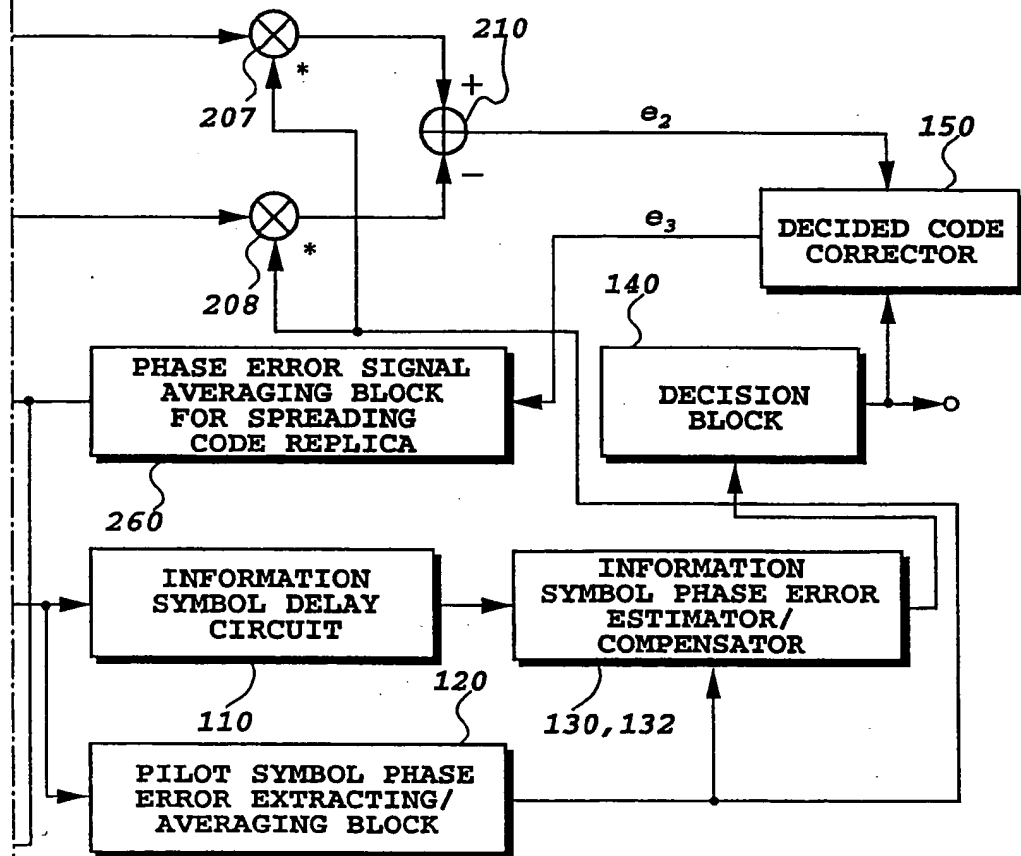 210
+
*
207
e2
150
−
*
208
e3
DECIDED CODE
CORRECTOR
140
PHASE ERROR SIGNAL
AVERAGING BLOCK
FOR SPREADING
CODE REPLICA
DECISION
BLOCK
260
INFORMATION
SYMBOL DELAY
CIRCUIT
INFORMATION
SYMBOL PHASE ERROR
ESTIMATOR/
COMPENSATOR
110
120
130,132
PILOT SYMBOL PHASE
ERROR EXTRACTING/
AVERAGING BLOCK